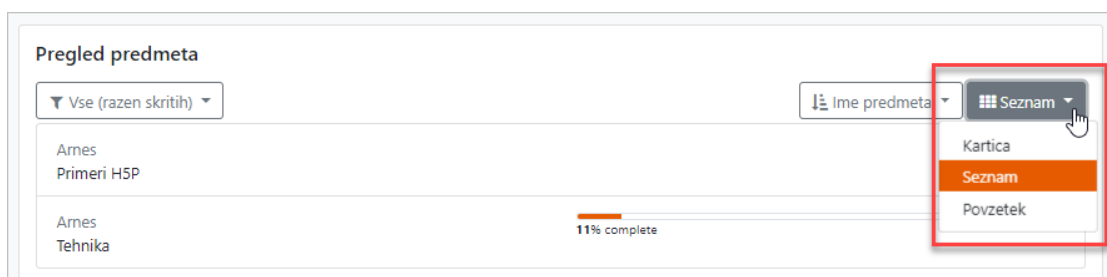 Pregled predmeta
Vse (razen skritih)
Ime predmeta
Seznam
Kartica
Seznam
Povzetek
Arnes
Primeri H5P
Arnes
Tehnika
11% complete